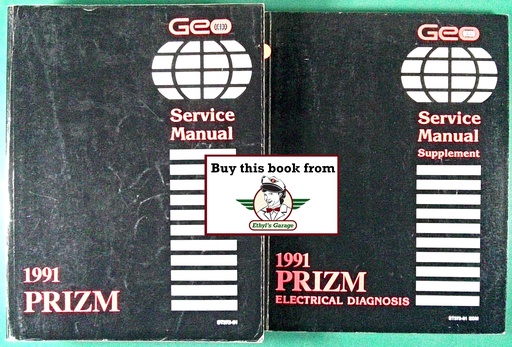 Geo
Service
Manual
1991
PRIZM
Geo
Service
Manual
Supplement
1991
PRIZM
ELECTRICAL DIAGNOSIS
Buy this book from
Ethyl's Garage